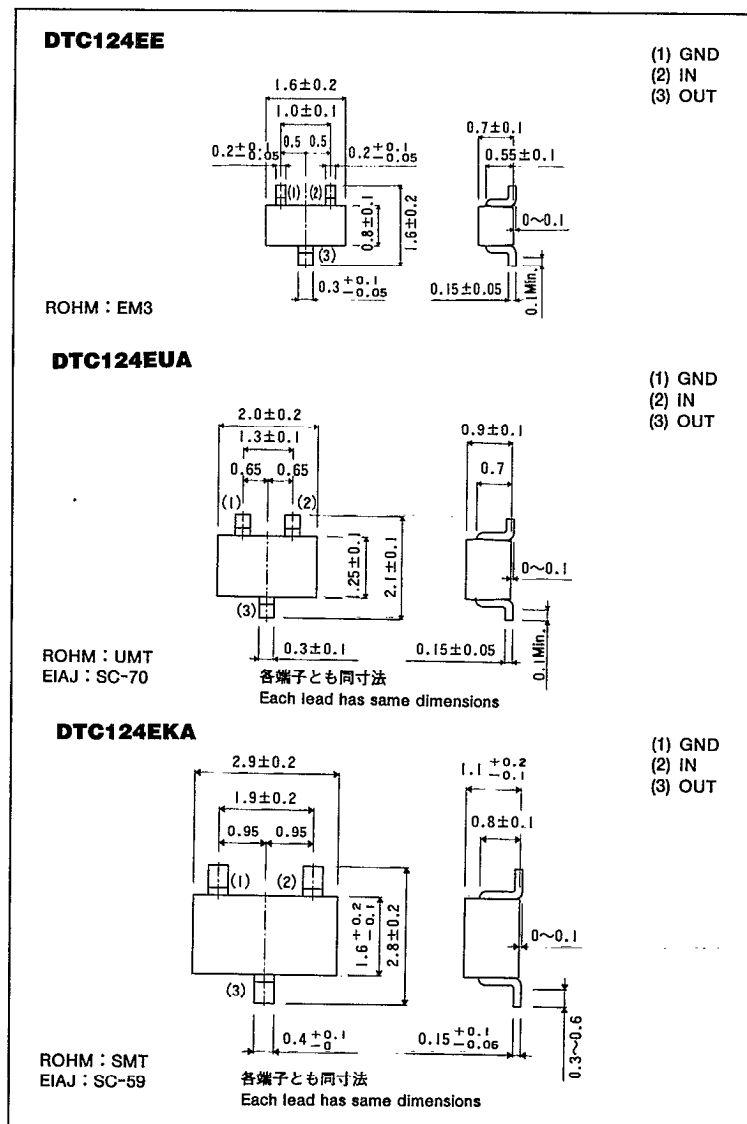 DTC124EE
(1) GND
(2) IN
(3) OUT
1.6±0.2
1.0±0.1
0.5 0.5
0.2 +0.1 -0.05
0.2 +0.1 -0.05
(1) (2)
(3)
0.8±0.1
1.6±0.2
0.3 +0.1 -0.05
0.7±0.1
0.55±0.1
0~0.1
0.15±0.05
0.1Min.
ROHM : EM3
DTC124EUA
(1) GND
(2) IN
(3) OUT
2.0±0.2
1.3±0.1
0.65 0.65
(1) (2)
(3)
.25±0.1
2.1±0.1
0.3±0.1
0.9±0.1
0.7
0~0.1
0.15±0.05
0.1Min.
ROHM : UMT
EIAJ : SC-70
各端子とも同寸法
Each lead has same dimensions
DTC124EKA
(1) GND
(2) IN
(3) OUT
2.9±0.2
1.9±0.2
0.95 0.95
(1) (2)
(3)
1.6 +0.2 -0.1
2.8±0.2
0.4 +0.1 -0
1.1 +0.2 -0.1
0.8±0.1
0~0.1
0.15 +0.1 -0.06
0.3~0.6
ROHM : SMT
EIAJ : SC-59
各端子とも同寸法
Each lead has same dimensions